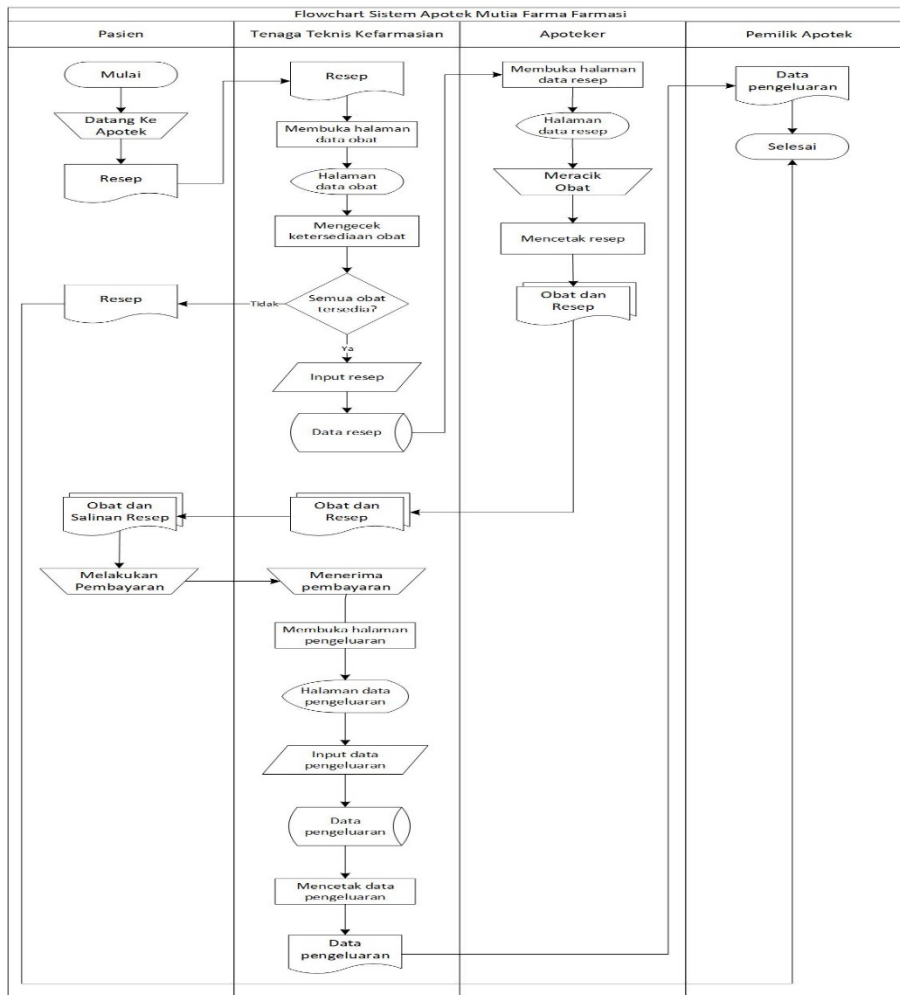 Flowchart Sistem Apotek Mutia Farma Farmasi
Pasien
Tenaga Teknis Kefarmasian
Apoteker
Pemilik Apotek
Mulai
Datang Ke
Apotek
Resep
Resep
Membuka halaman
data obat
Halaman
data obat
Mengecek
ketersediaan obat
Semua obat
tersedia?
Tidak
Resep
Ya
Input resep
Data resep
Membuka halaman
data resep
Halaman
data resep
Meracik
Obat
Mencetak resep
Obat dan
Resep
Obat dan
Resep
Obat dan
Salinan Resep
Melakukan
Pembayaran
Menerima
pembayaran
Membuka halaman
pengeluaran
Halaman data
pengeluaran
Input data
pengeluaran
Data
pengeluaran
Mencetak data
pengeluaran
Data
pengeluaran
Data
pengeluaran
Selesai